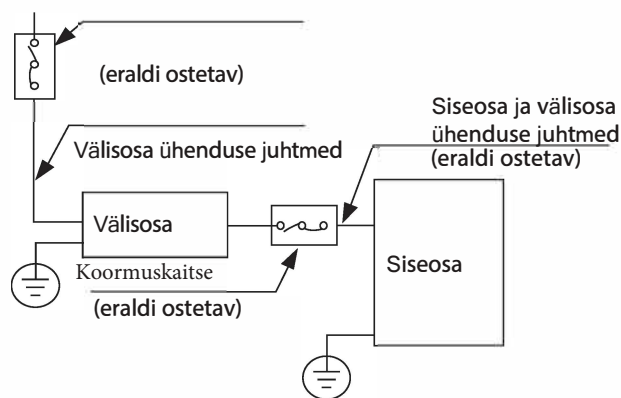 (eraldi ostetav)
Siseosa ja välisosa
ühenduse juhtmed
(eraldi ostetav)
Välisosa ühenduse juhtmed
Välisosa
Siseosa
Koormuskaitse
(eraldi ostetav)